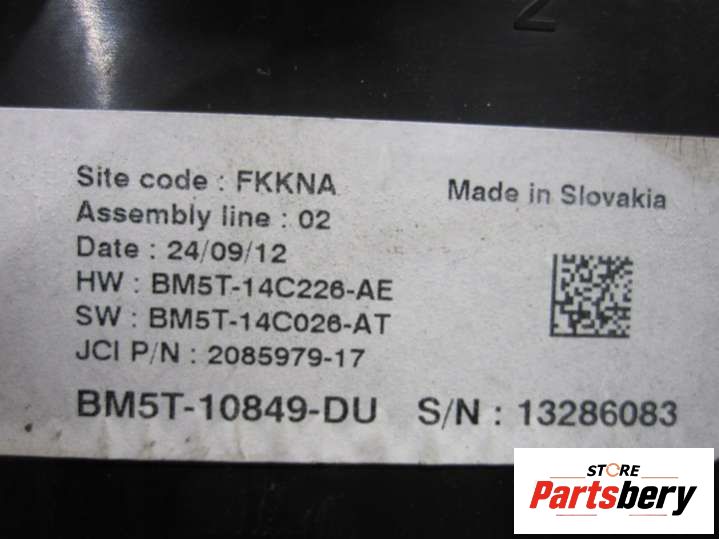 2
Site code : FKKNA
Made in Slovakia
Assembly line : 02
Date : 24/09/12
HW : BM5T-14C226-AE
SW : BM5T-14C026-AT
JCI P/N : 2085979-17
BM5T-10849-DU S/N : 13286083
STORE
Partsbery